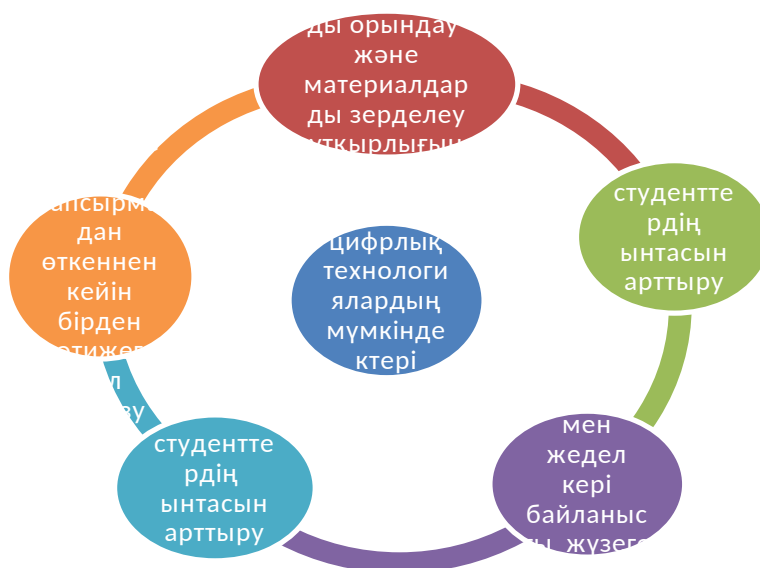 ды орындау
және
материалдар
ды зерделеу
студентте
рдің
ынтасын
арттыру
мен
жедел
кері
байланыс
студентте
рдің
ынтасын
арттыру
дан
өткеннен
кейін
бірден
цифрлық
технологи
ялардың
мүмкінде
ктері